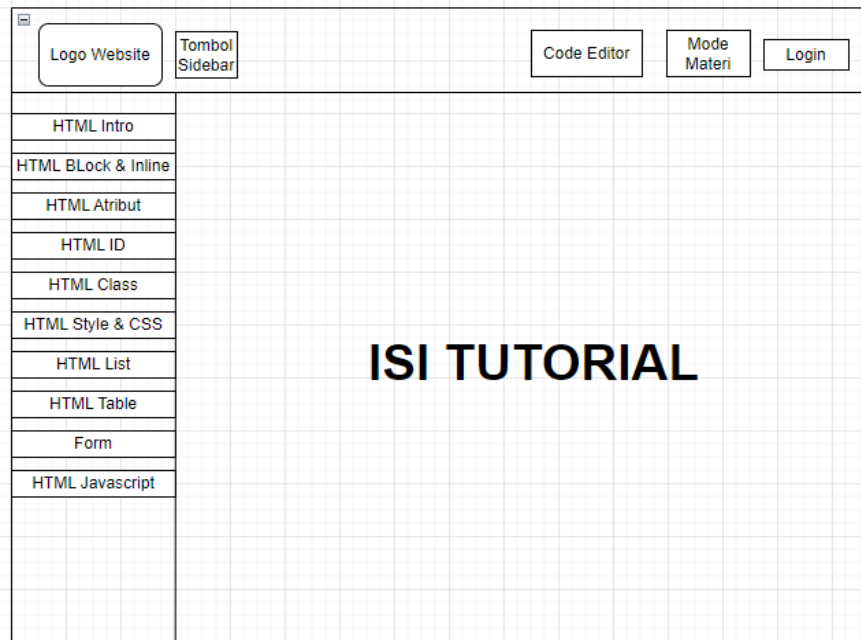 Logo Website
Tombol
Sidebar
Code Editor
Mode
Materi
Login
HTML Intro
HTML BLock & Inline
HTML Atribut
HTML ID
HTML Class
HTML Style & CSS
HTML List
HTML Table
Form
HTML Javascript
ISI TUTORIAL